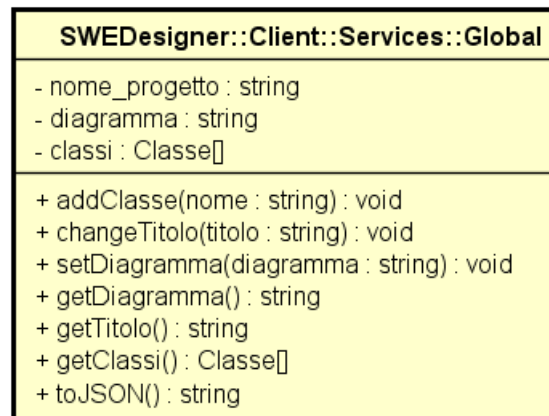 SWEDesigner::Client::Services::Global
- nome_progetto : string
- diagramma : string
- classi : Classe[]
+ addClasse(nome : string) : void
+ changeTitolo(titolo : string) : void
+ setDiagramma(diagramma : string) : void
+ getDiagramma() : string
+ getTitolo() : string
+ getClassi() : Classe[]
+ toJSON() : string